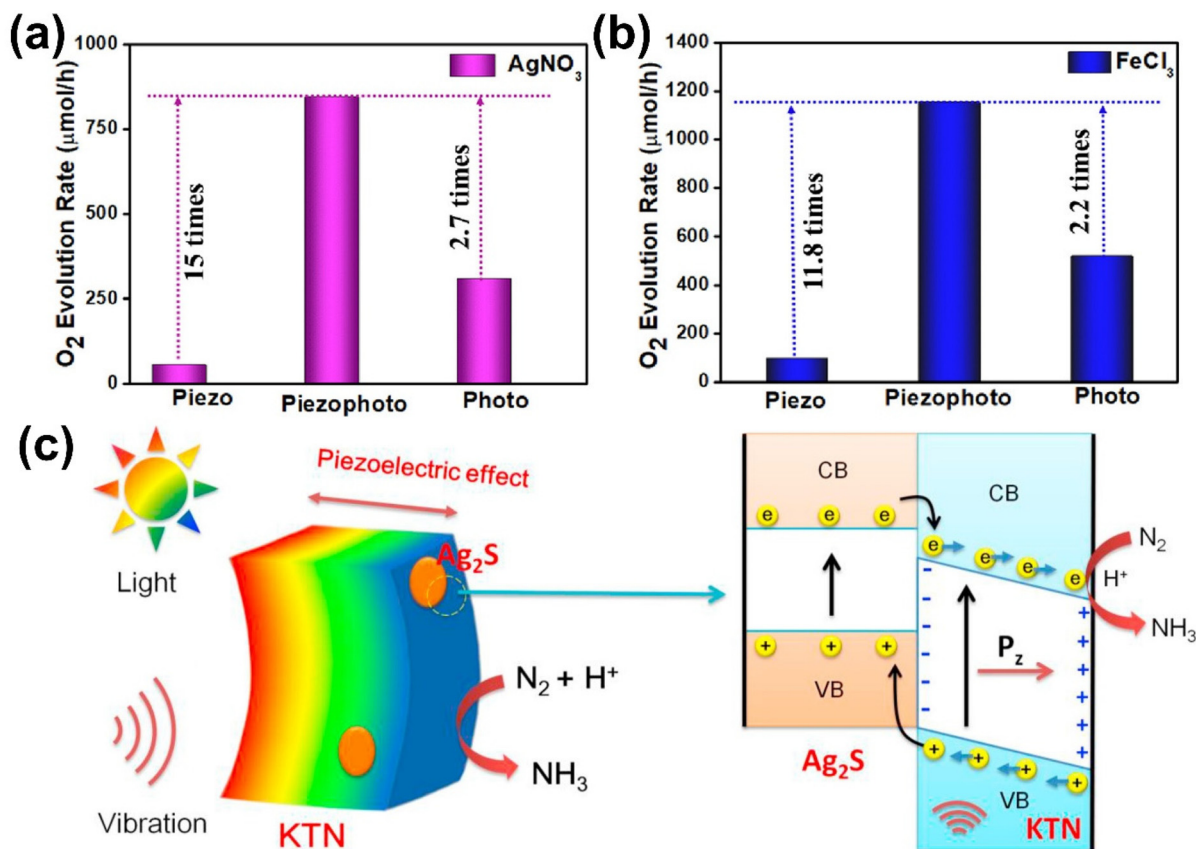 (a)
1000
750
500
250
0
O₂ Evolution Rate (μmol/h)
AgNO₃
15 times
2.7 times
Piezo
Piezophoto
Photo
(b)
1400
1200
1000
800
600
400
200
0
O₂ Evolution Rate (μmol/h)
FeCl₃
11.8 times
2.2 times
Piezo
Piezophoto
Photo
(c)
Light
Vibration
Piezoelectric effect
Ag₂S
N₂ + H⁺
NH₃
KTN
CB
e e e
+ + +
VB
Ag₂S
CB
e e e e
N₂
H⁺
NH₃
- - - - - - -
P_z
+ + + + + + +
+ + + +
VB
KTN